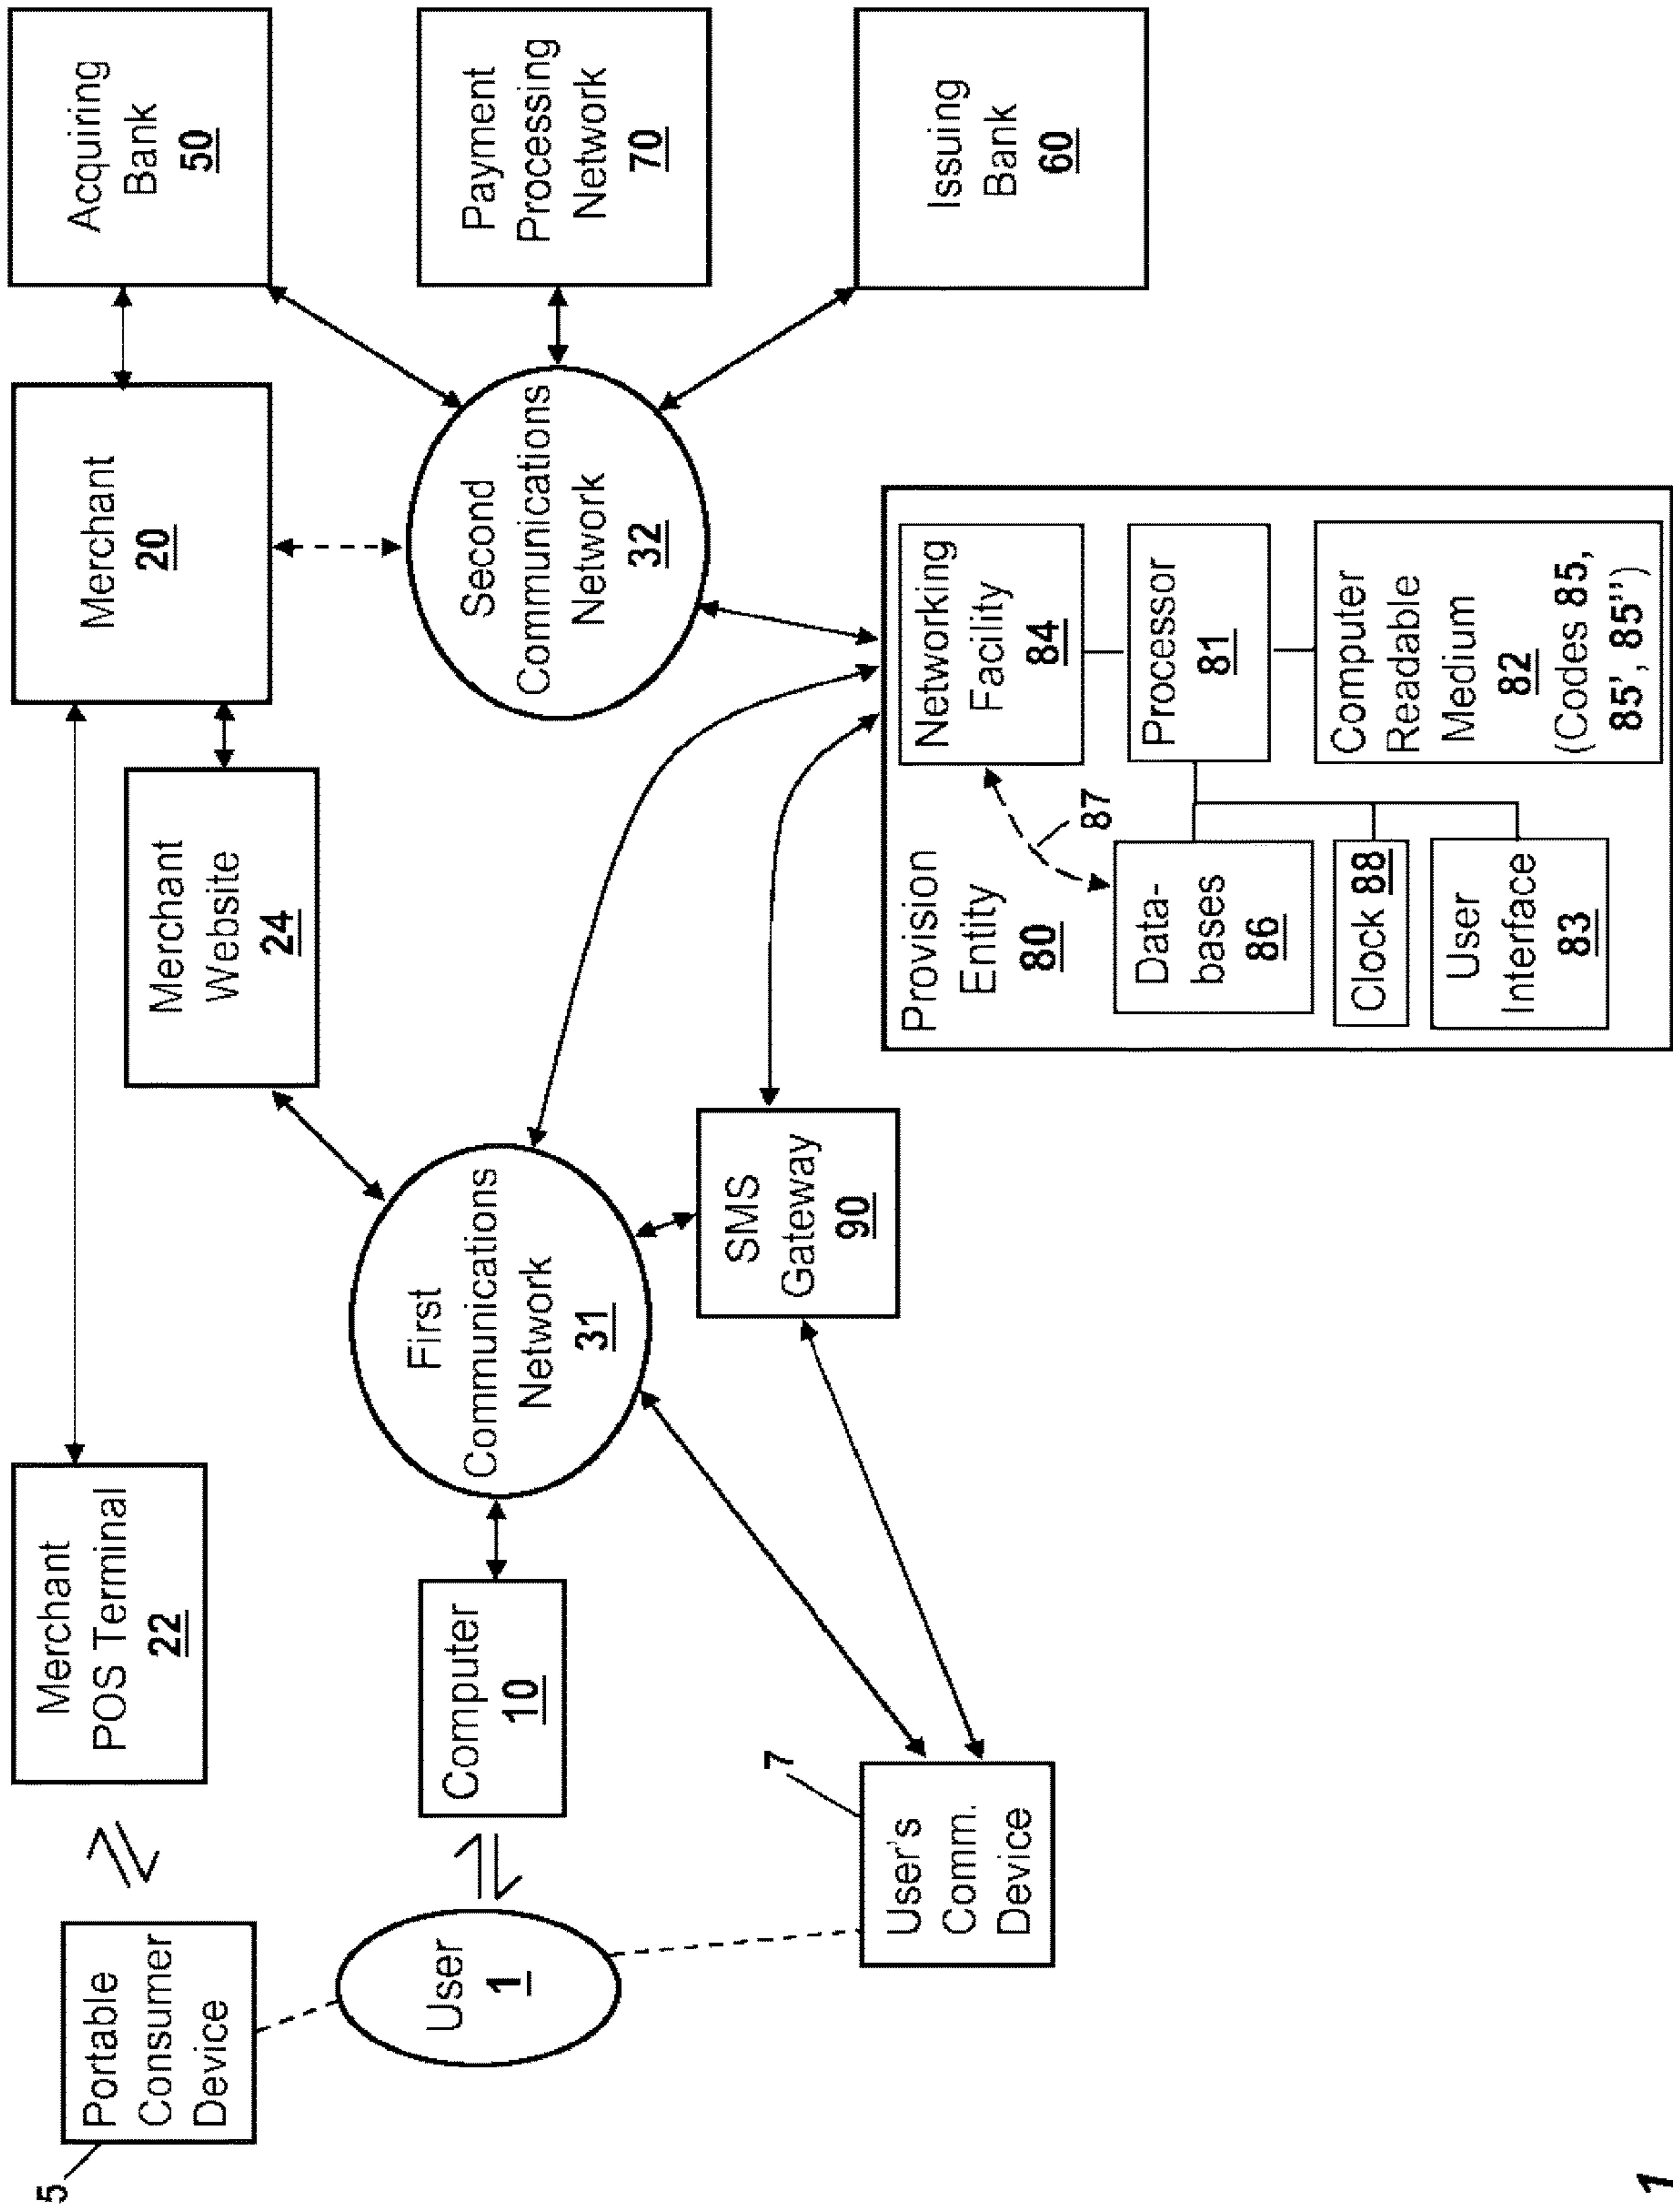 5
Portable
Consumer
Device
Merchant
POS Terminal
22
Merchant
Website
24
Merchant
20
Acquiring
Bank
50
User
1
Computer
10
First
Communications
Network
31
Second
Communications
Network
32
Payment
Processing
Network
70
7
User's
Comm.
Device
SMS
Gateway
90
Issuing
Bank
60
Provision
Entity
80
Networking
Facility
84
87
Data-
bases
86
Processor
81
Clock 88
User
Interface
83
Computer
Readable
Medium
82
(Codes 85,
85', 85'')
1